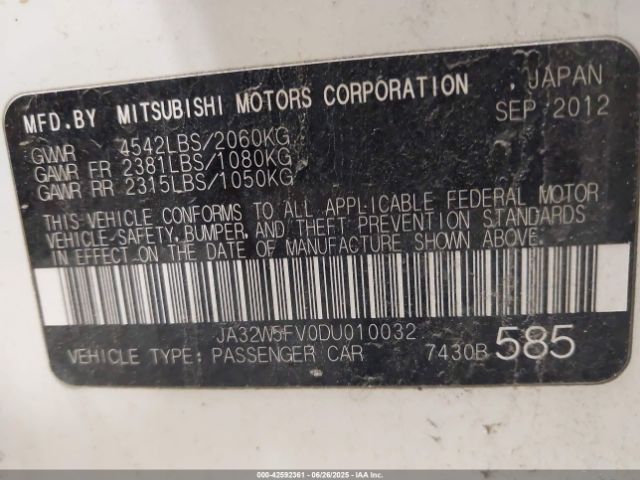 MFD.BY MITSUBISHI MOTORS CORPORATION JAPAN
SEP 2012
GVWR 4542LBS/2060KG
GAWR FR 2381LBS/1080KG
GAWR RR 2315LBS/1050KG
THIS VEHICLE CONFORMS TO ALL APPLICABLE FEDERAL MOTOR
VEHICLE-SAFETY, BUMPER, AND THEFT PREVENTION STANDARDS
IN EFFECT ON THE DATE OF MANUFACTURE SHOWN ABOVE.
JA32W5FV0DU010032
VEHICLE TYPE: PASSENGER CAR 7430B 585
000-42592361 | 06/26/2025 - IAAI Proprietary